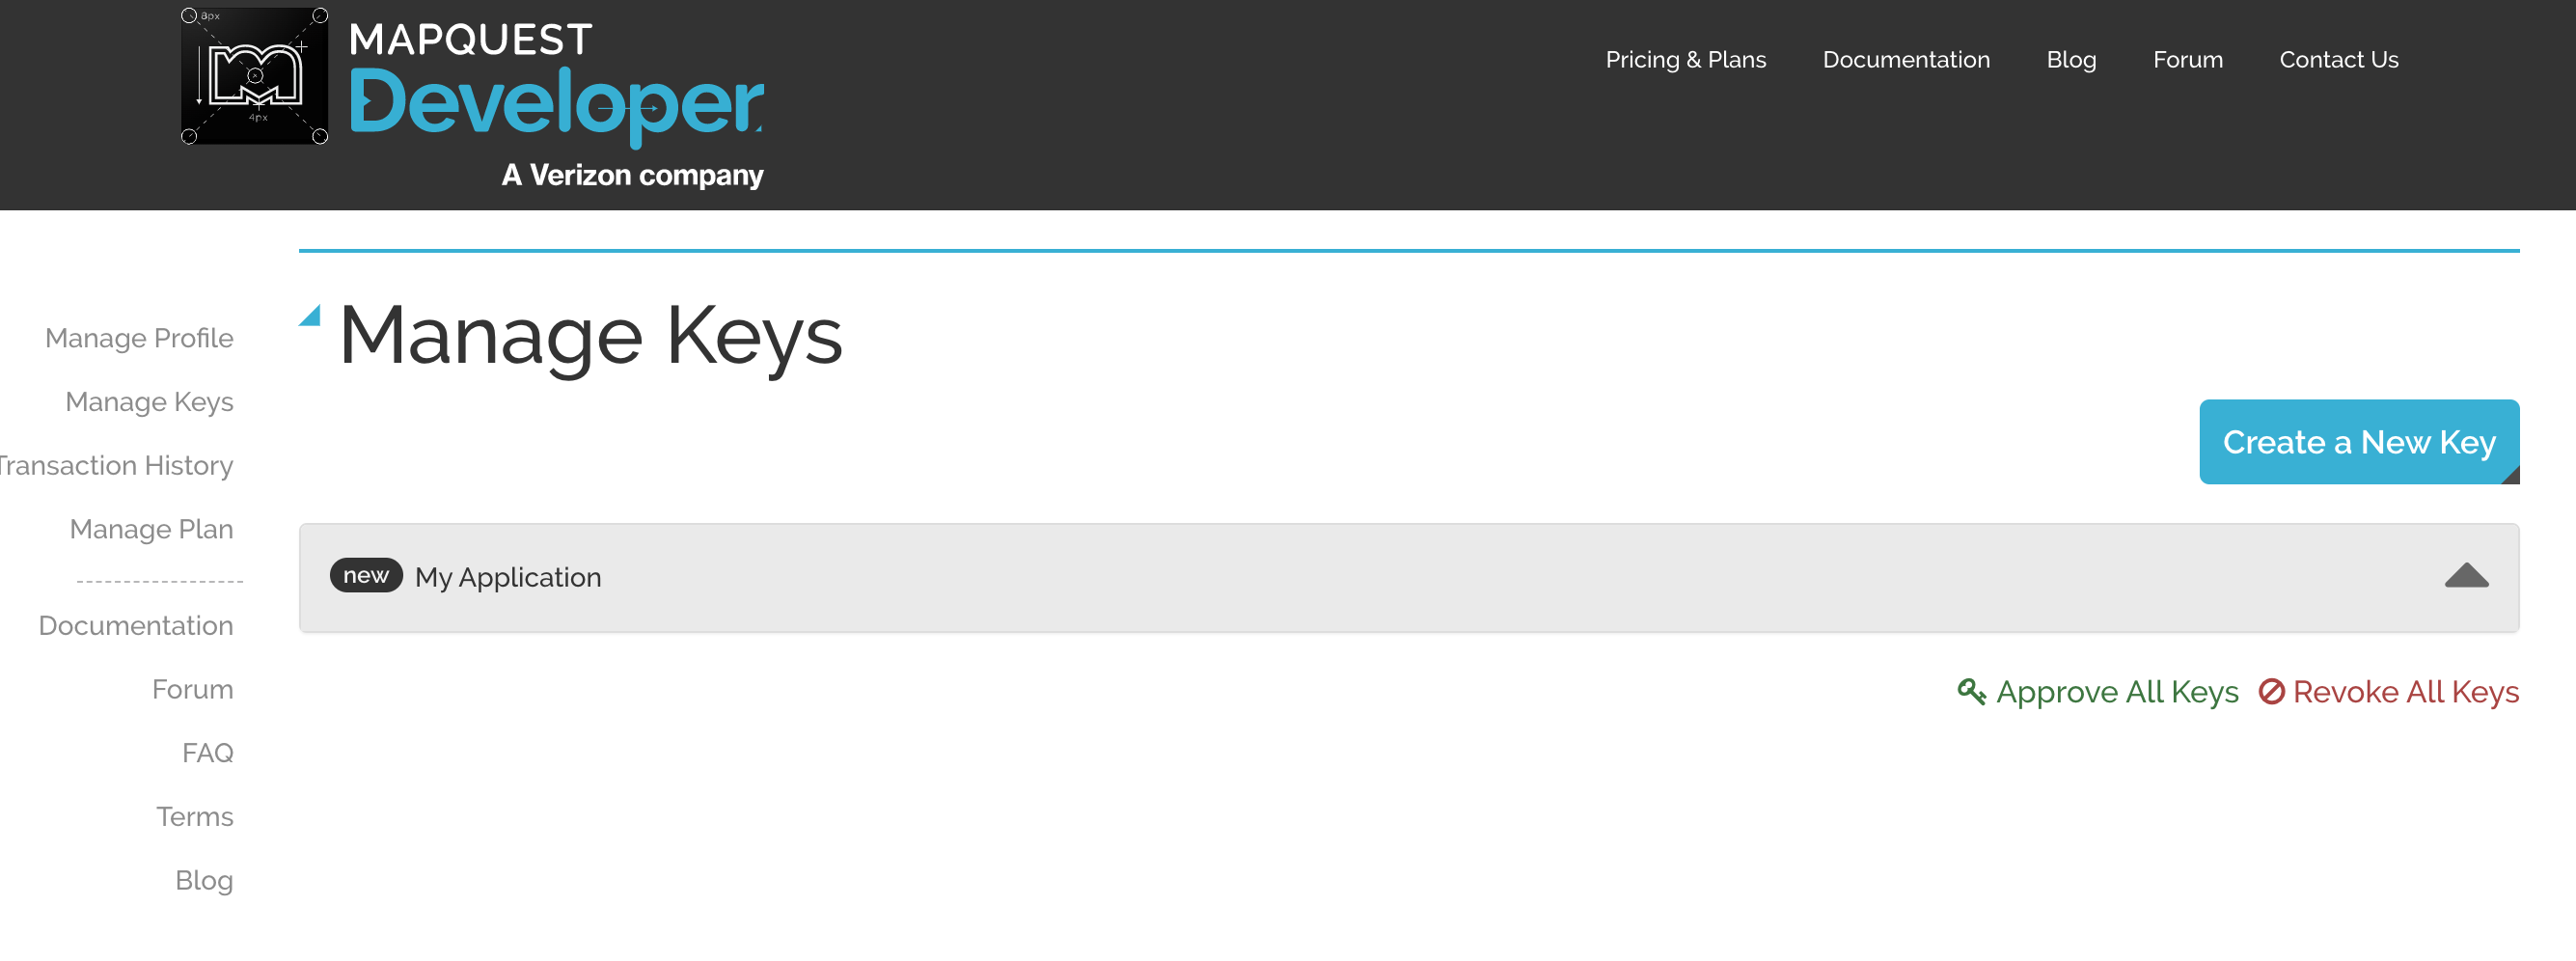 8px
4px
MAPQUEST
Developer
A Verizon company
Pricing & Plans
Documentation
Blog
Forum
Contact Us
Manage Profile
Manage Keys
Transaction History
Manage Plan
Documentation
Forum
FAQ
Terms
Blog
Manage Keys
Create a New Key
new My Application
Approve All Keys
Revoke All Keys